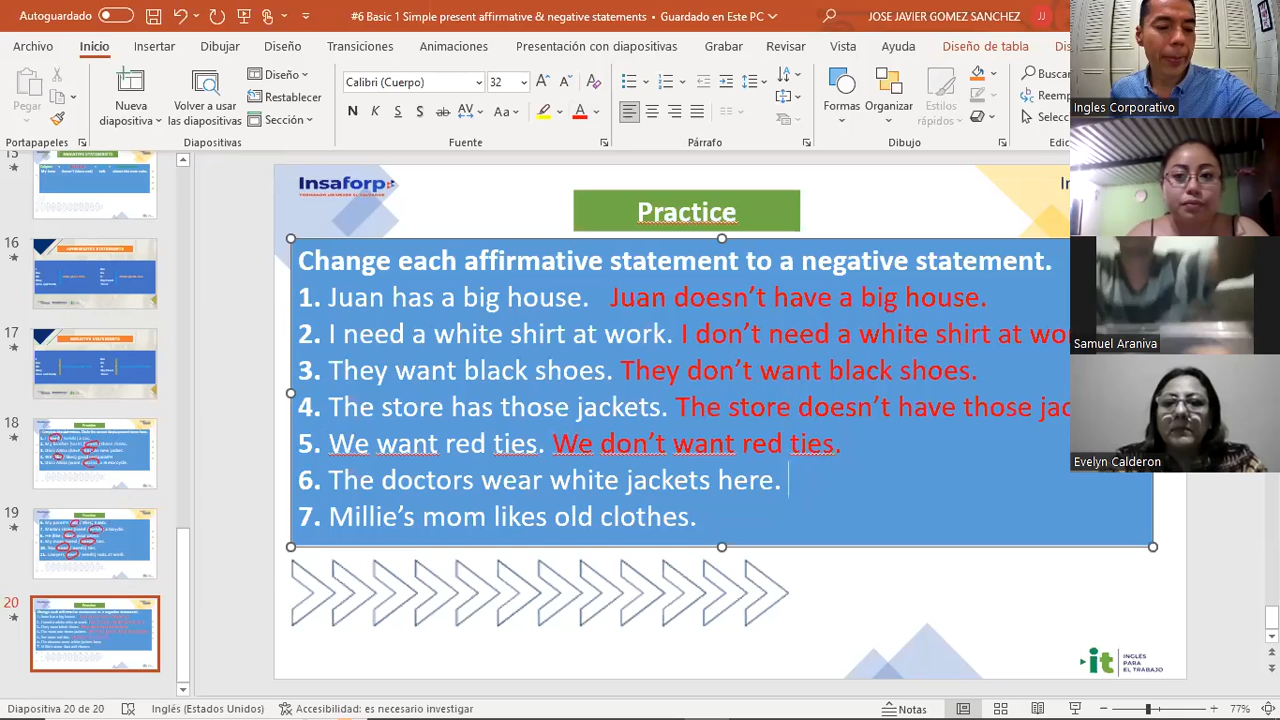 Autoguardado
#6 Basic 1 Simple present affirmative & negative statements • Guardado en Este PC
JOSE JAVIER GOMEZ SANCHEZ
JJ
Archivo Inicio Insertar Dibujar Diseño Transiciones Animaciones Presentación con diapositivas Grabar Revisar Vista Ayuda Diseño de tabla
Pegar
Nueva diapositiva
Volver a usar las diapositivas
Diseño
Restablecer
Sección
Calibri (Cuerpo) 32
N K S ab AV Aa
Formas Organizar Estilos rápidos
Buscar
Reemp
Selecc
Portapapeles Diapositivas Fuente Párrafo Dibujo
Ingles Corporativo
Samuel Araniva
Evelyn Calderon
15
16
17
18
19
20
Insaforp
Practice
Change each affirmative statement to a negative statement.
1. Juan has a big house. Juan doesn't have a big house.
2. I need a white shirt at work. I don't need a white shirt at wo
3. They want black shoes. They don't want black shoes.
4. The store has those jackets. The store doesn't have those jac
5. We want red ties. We don't want red ties.
6. The doctors wear white jackets here.
7. Millie's mom likes old clothes.
it INGLÉS
PARA
EL TRABAJO
Diapositiva 20 de 20 Inglés (Estados Unidos) Accesibilidad: es necesario investigar Notas 77%